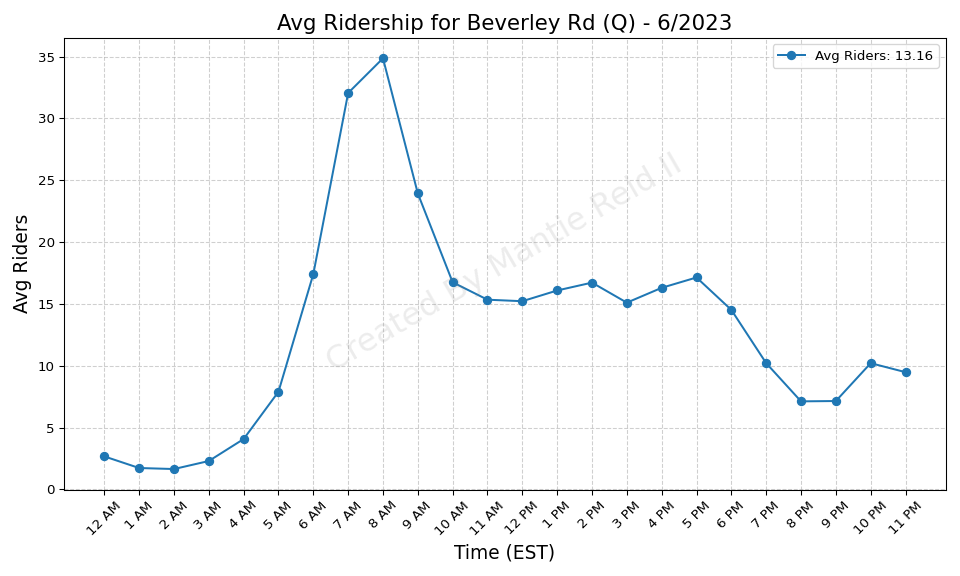 Avg Ridership for Beverley Rd (Q) - 6/2023
Avg Riders: 13.16
Avg Riders
35
30
25
20
15
10
5
0
Created By Mantie Reid II
12 AM
1 AM
2 AM
3 AM
4 AM
5 AM
6 AM
7 AM
8 AM
9 AM
10 AM
11 AM
12 PM
1 PM
2 PM
3 PM
4 PM
5 PM
6 PM
7 PM
8 PM
9 PM
10 PM
11 PM
Time (EST)